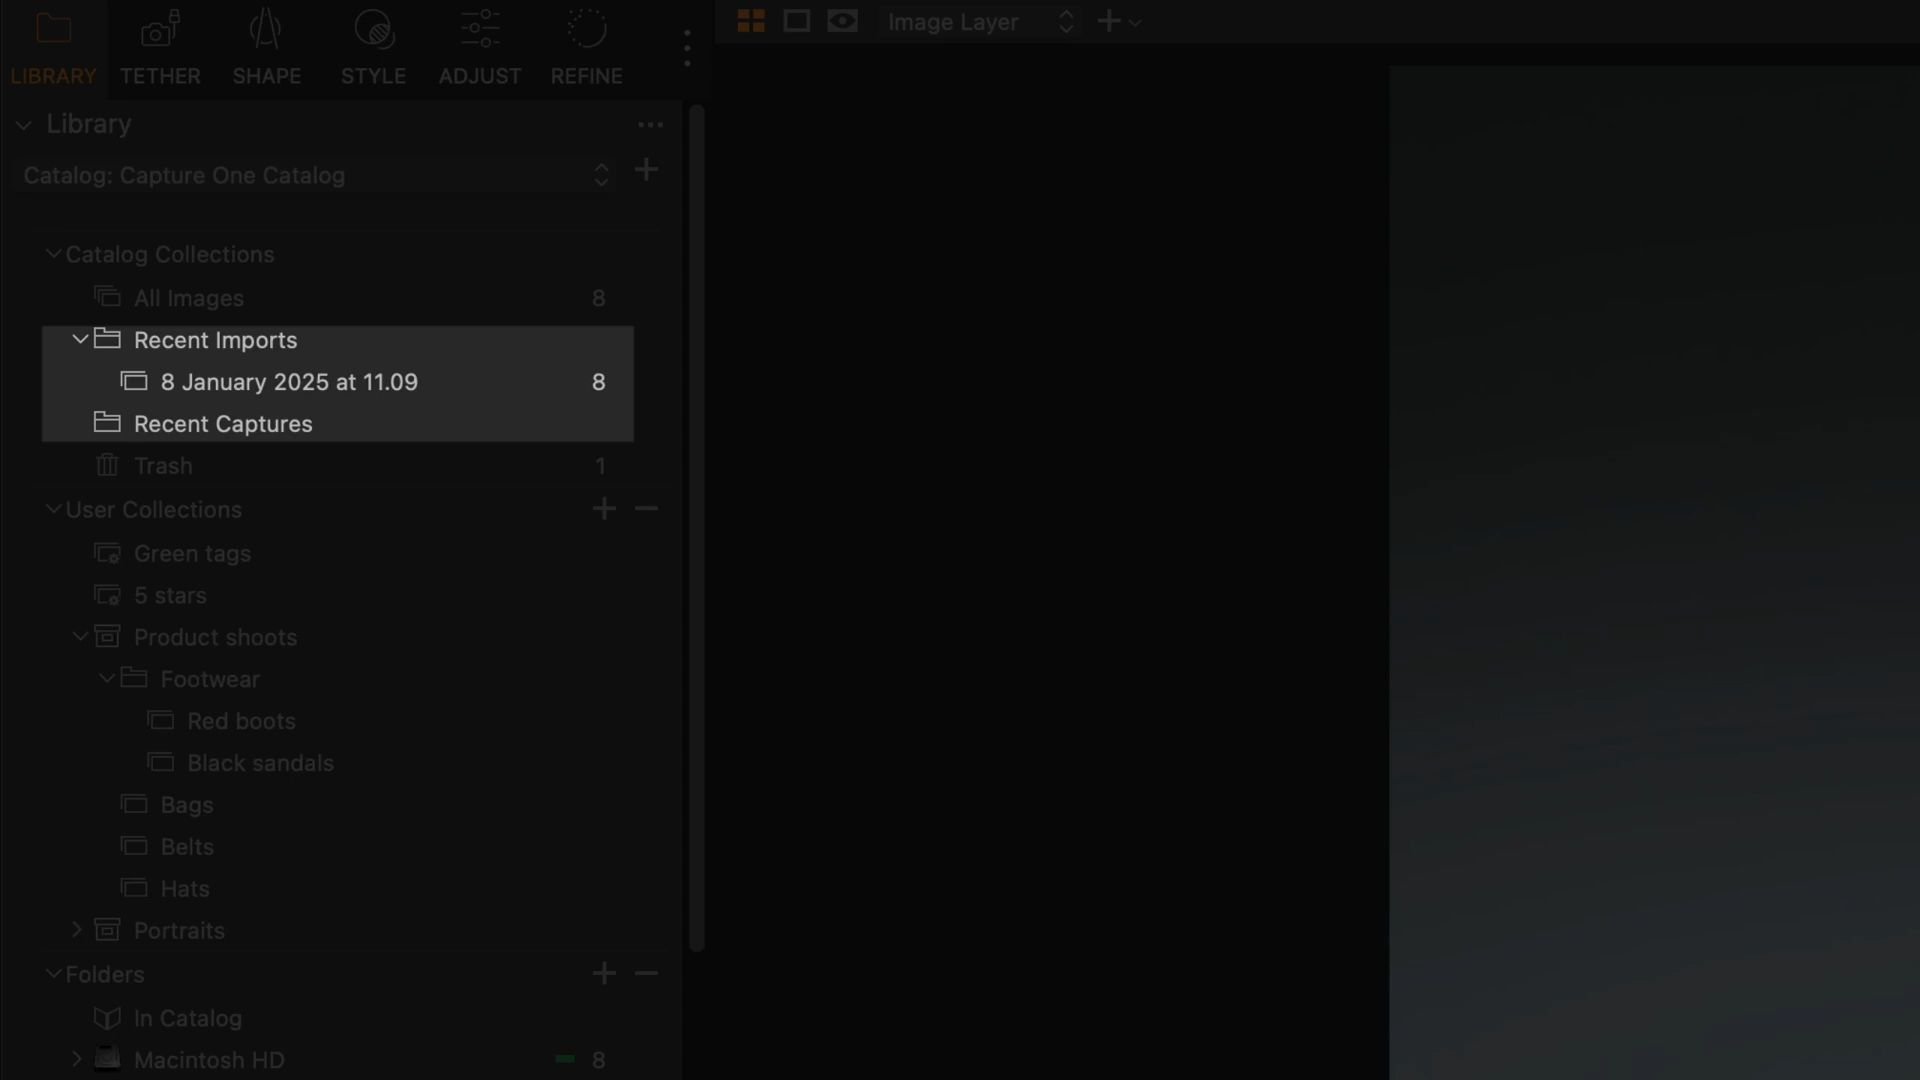 LIBRARY TETHER SHAPE STYLE ADJUST REFINE
Image Layer
Library
Catalog: Capture One Catalog
Catalog Collections
All Images 8
Recent Imports
8 January 2025 at 11.09 8
Recent Captures
Trash 1
User Collections
Green tags
5 stars
Product shoots
Footwear
Red boots
Black sandals
Bags
Belts
Hats
Portraits
Folders
In Catalog
Macintosh HD 8